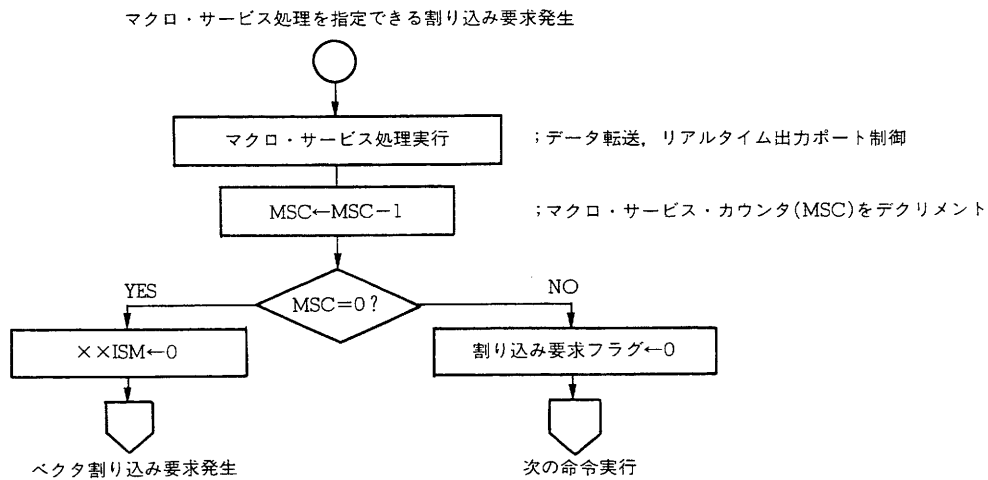 マクロ・サービス処理を指定できる割り込み要求発生
マクロ・サービス処理実行
;データ転送,リアルタイム出力ポート制御
MSC←MSC−1
;マクロ・サービス・カウンタ(MSC)をデクリメント
YES
MSC=0?
NO
××ISM←0
割り込み要求フラグ←0
ベクタ割り込み要求発生
次の命令実行